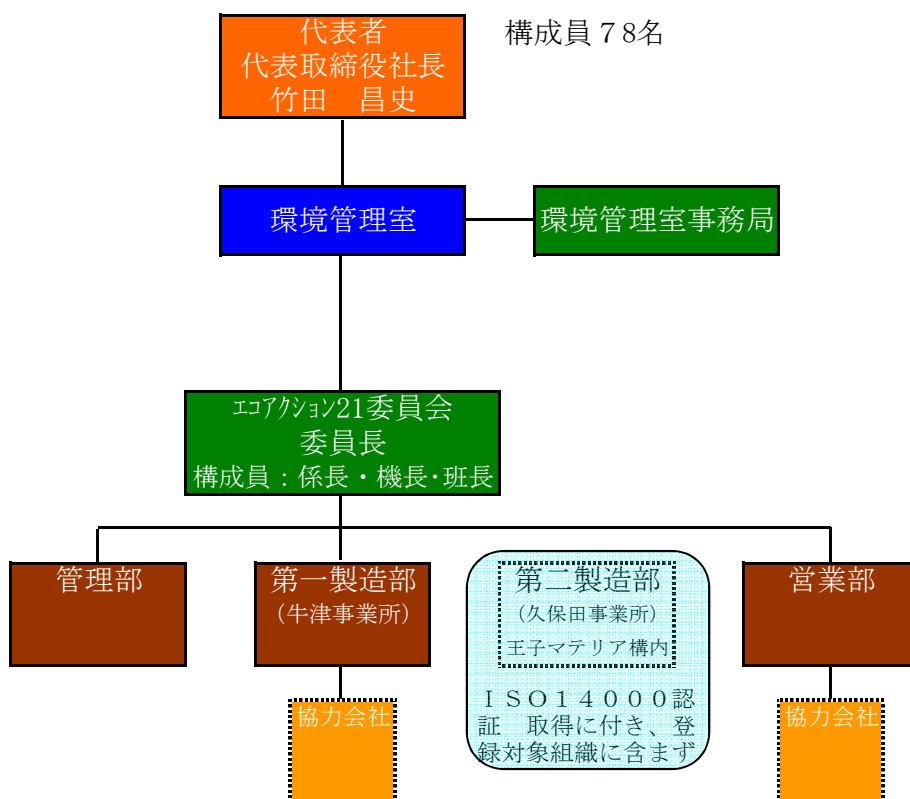 代表者
代表取締役社長
竹田　昌史
構成員７8名
環境管理室
環境管理室事務局
ｴｺｱｸｼｮﾝ21委員会
委員長
構成員：係長・機長・班長
管理部
第一製造部
（牛津事業所）
第二製造部
（久保田事業所）
王子マテリア構内
ＩＳＯ１４０００認
証　取得に付き、登
録対象組織に含まず
営業部
協力会社
協力会社